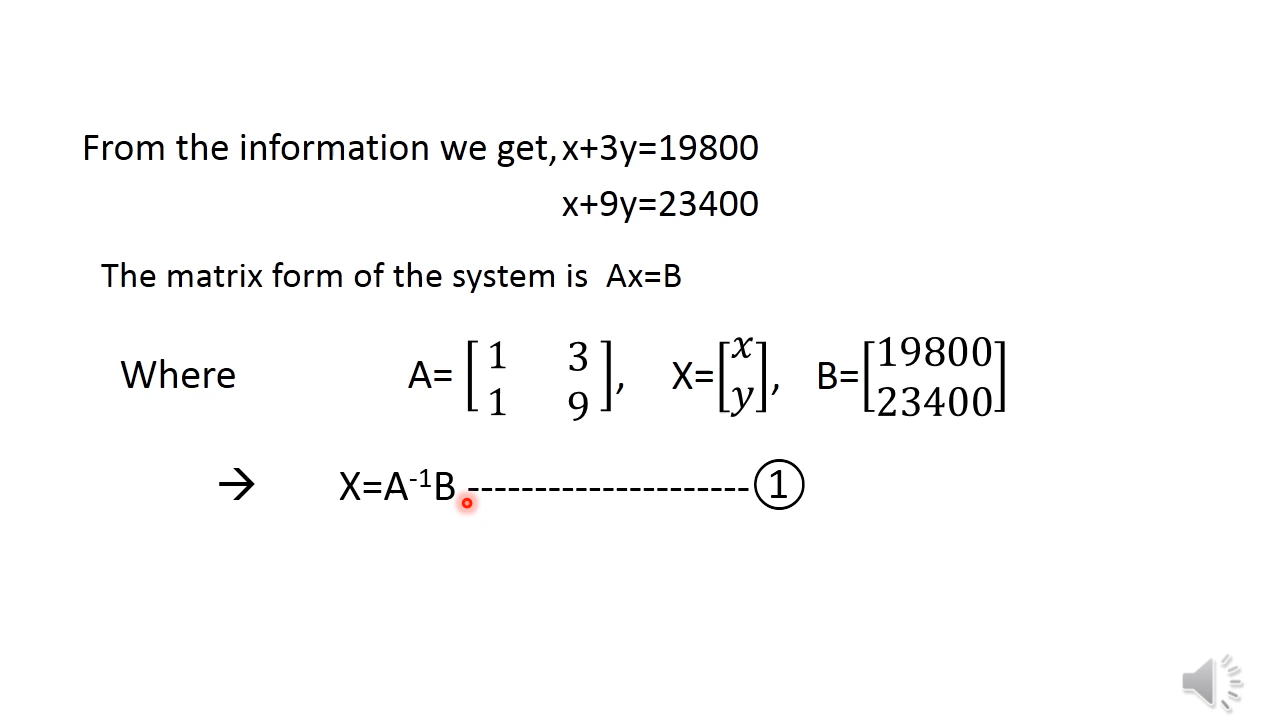 From the information we get, x+3y=19800
x+9y=23400
The matrix form of the system is Ax=B
Where A= [1 3; 1 9], X=[x; y], B=[19800; 23400]
→ X=A⁻¹B ---------------------①